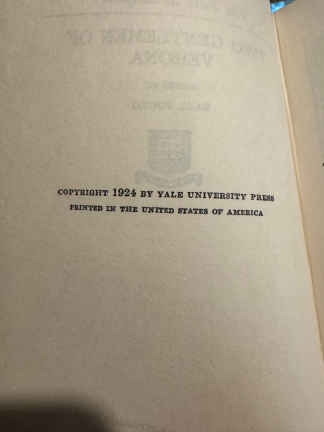 COPYRIGHT 1924 BY YALE UNIVERSITY PRESS
PRINTED IN THE UNITED STATES OF AMERICA